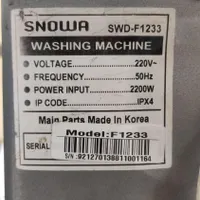 SNOWA SWD-F1233
WASHING MACHINE
• VOLTAGE.................. 220V~
• FREQUENCY.................. 50Hz
• POWER INPUT............. 2200W
• IP CODE..................... IPX4
Main Parts Made In Korea
Model:F1233
SERIAL
S/N :921270138811001164